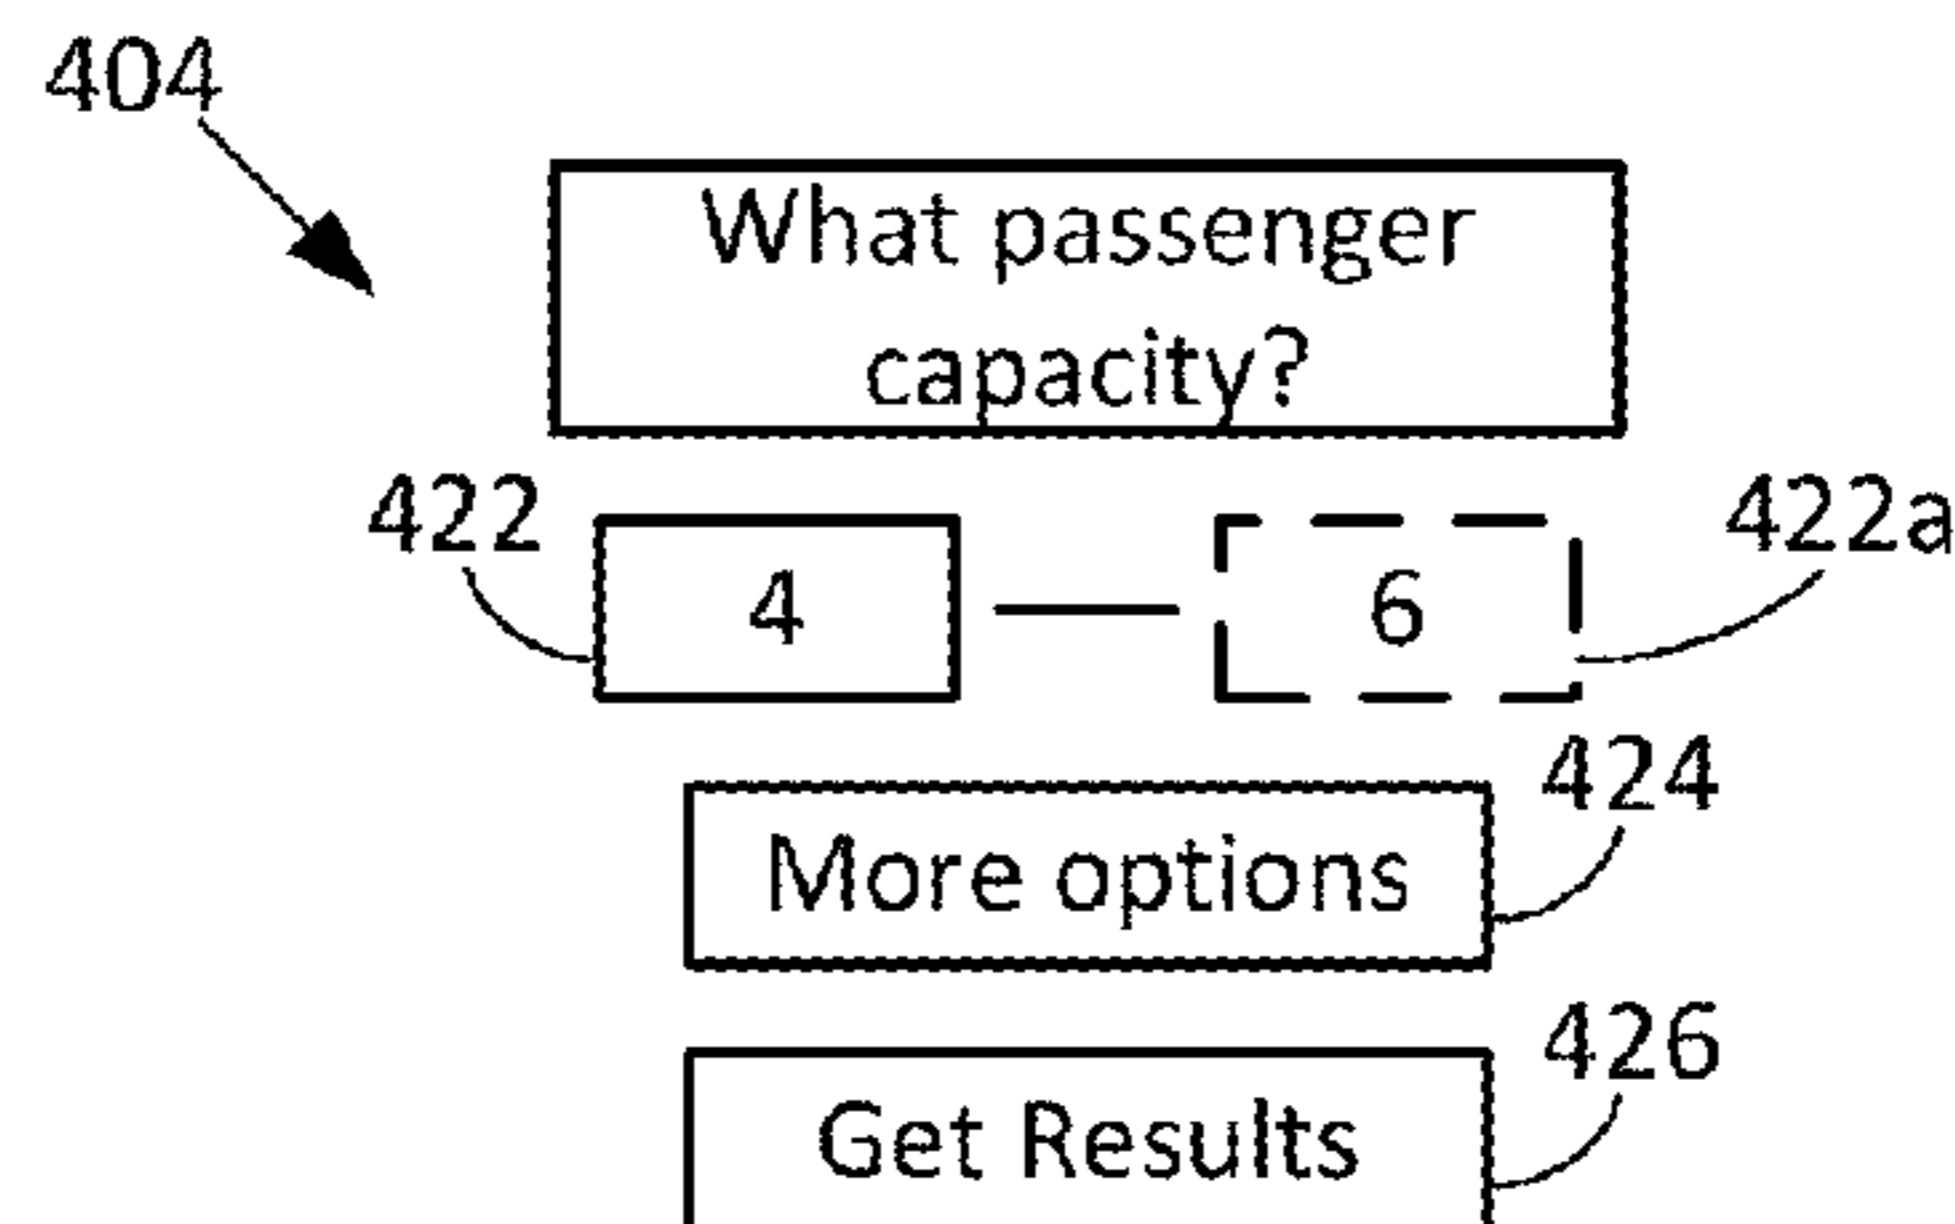 404
What passenger
capacity?
422 4 — 6 422a
424
More options
426
Get Results